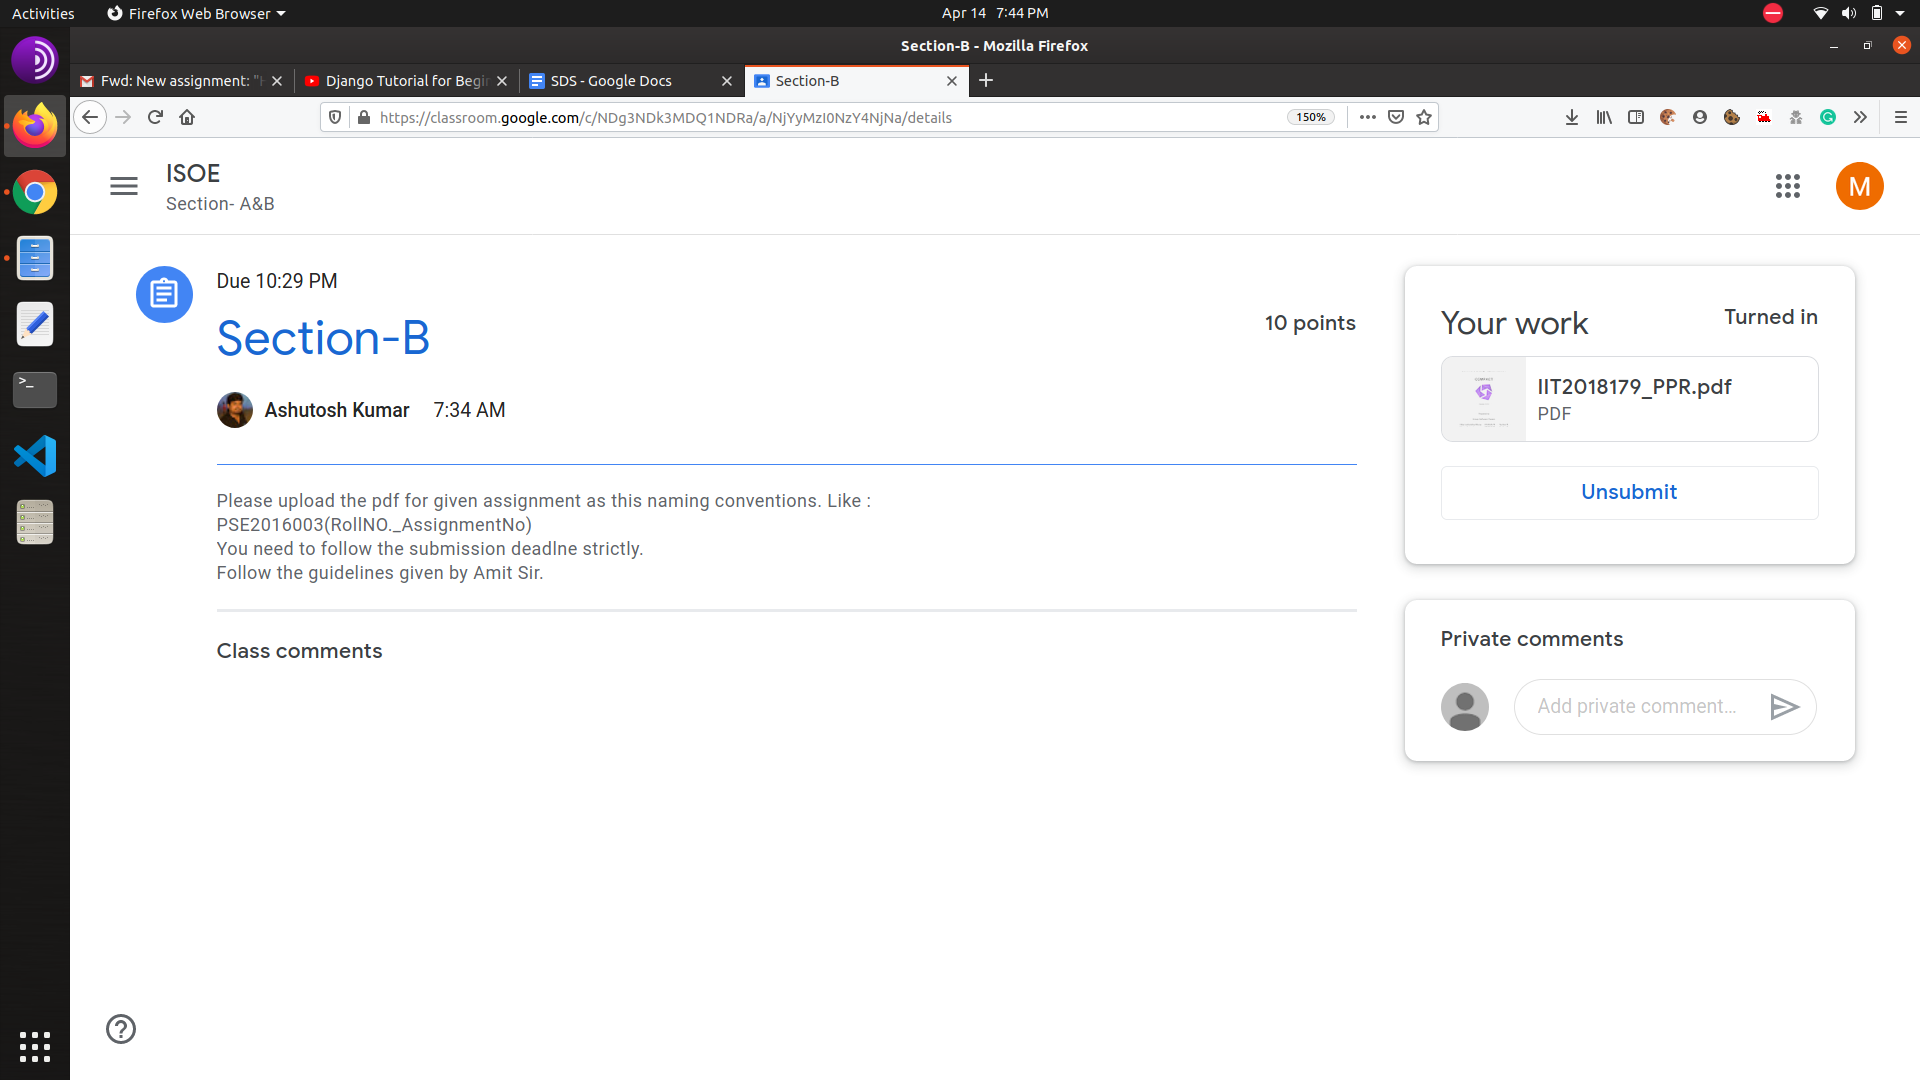 Activities
Firefox Web Browser
Apr 14 7:44 PM
Section-B - Mozilla Firefox
Fwd: New assignment: "
Django Tutorial for Begi
SDS - Google Docs
Section-B
https://classroom.google.com/c/NDg3NDk3MDQ1NDRa/a/NjYyMzI0NzY4NjNa/details
150%
ISOE
Section- A&B
M
Due 10:29 PM
Section-B
10 points
Ashutosh Kumar 7:34 AM
Please upload the pdf for given assignment as this naming conventions. Like :
PSE2016003(RollNO._AssignmentNo)
You need to follow the submission deadlne strictly.
Follow the guidelines given by Amit Sir.
Class comments
Your work
Turned in
IIT2018179_PPR.pdf
PDF
Unsubmit
Private comments
Add private comment...